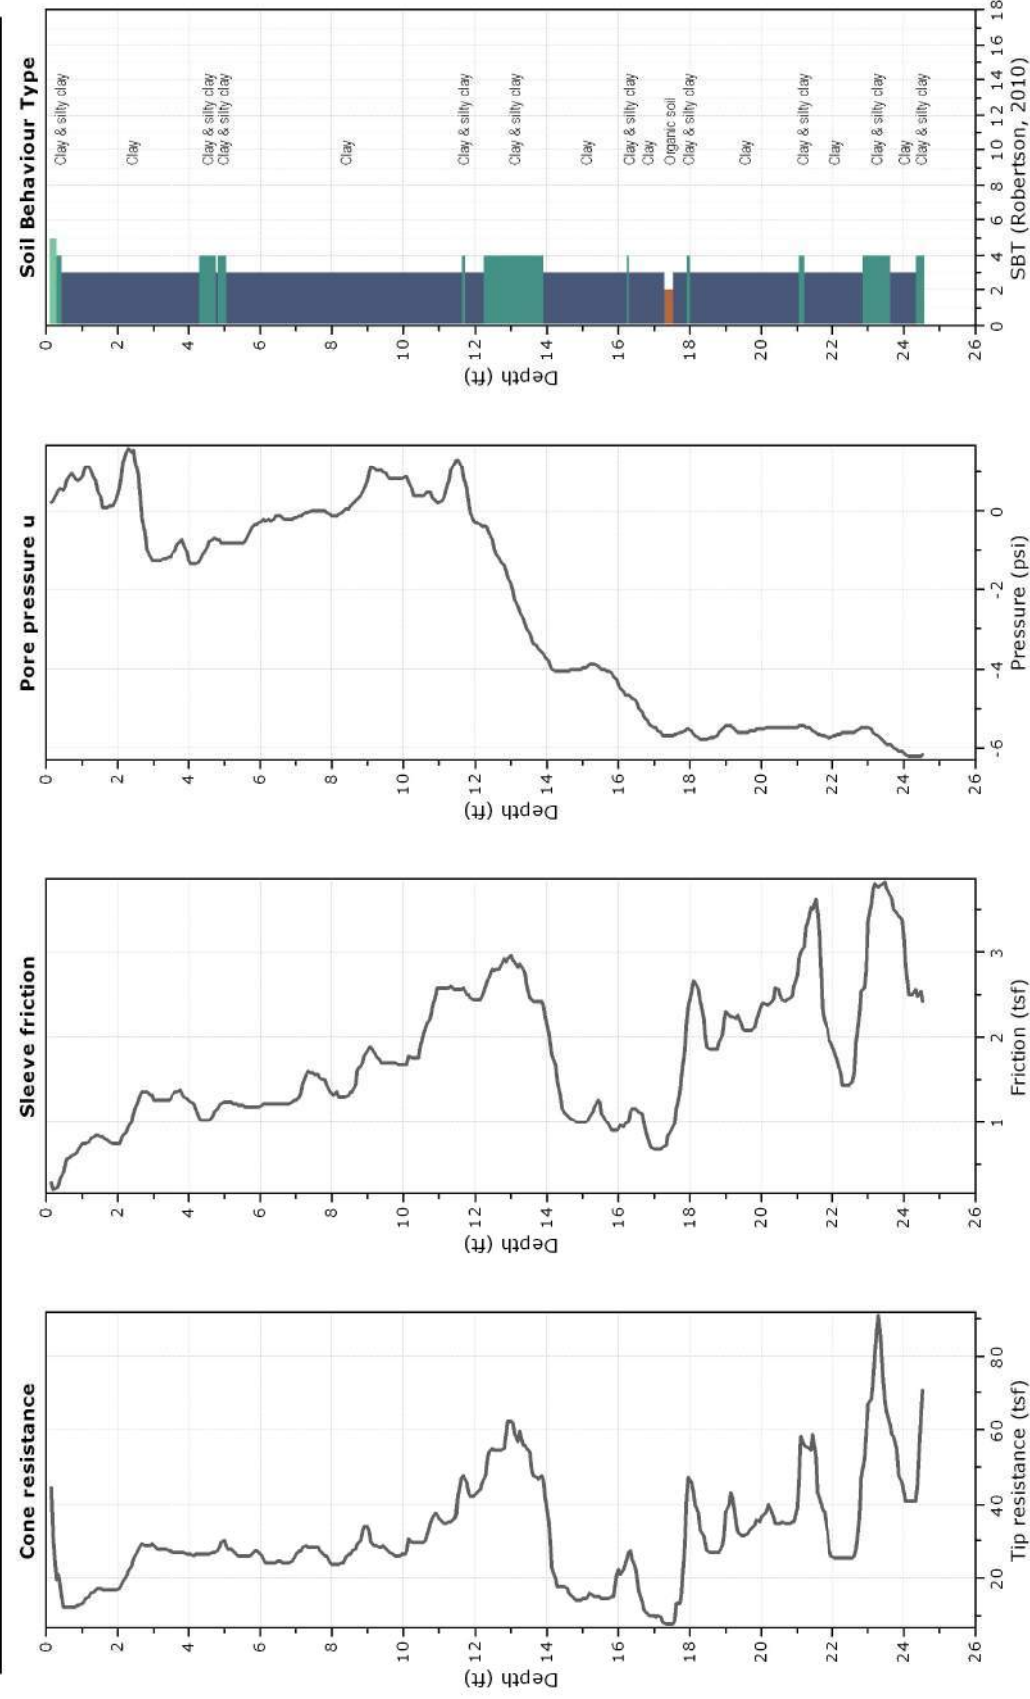 Cone resistance
0
2
4
6
8
10
12
14
16
18
20
22
24
26
Depth (ft)
20 40 60 80
Tip resistance (tsf)
Sleeve friction
0
2
4
6
8
10
12
14
16
18
20
22
24
26
Depth (ft)
1 2 3
Friction (tsf)
Pore pressure u
0
2
4
6
8
10
12
14
16
18
20
22
24
26
Depth (ft)
-6 -4 -2 0
Pressure (psi)
Soil Behaviour Type
0
2
4
6
8
10
12
14
16
18
20
22
24
26
Depth (ft)
Clay & silty clay
Clay
Clay & silty clay
Clay & silty clay
Clay
Clay & silty clay
Clay & silty clay
Clay
Clay & silty clay
Clay
Organic soil
Clay & silty clay
Clay
Clay & silty clay
Clay
Clay & silty clay
Clay
Clay & silty clay
0 2 4 6 8 10 12 14 16 18
SBT (Robertson, 2010)